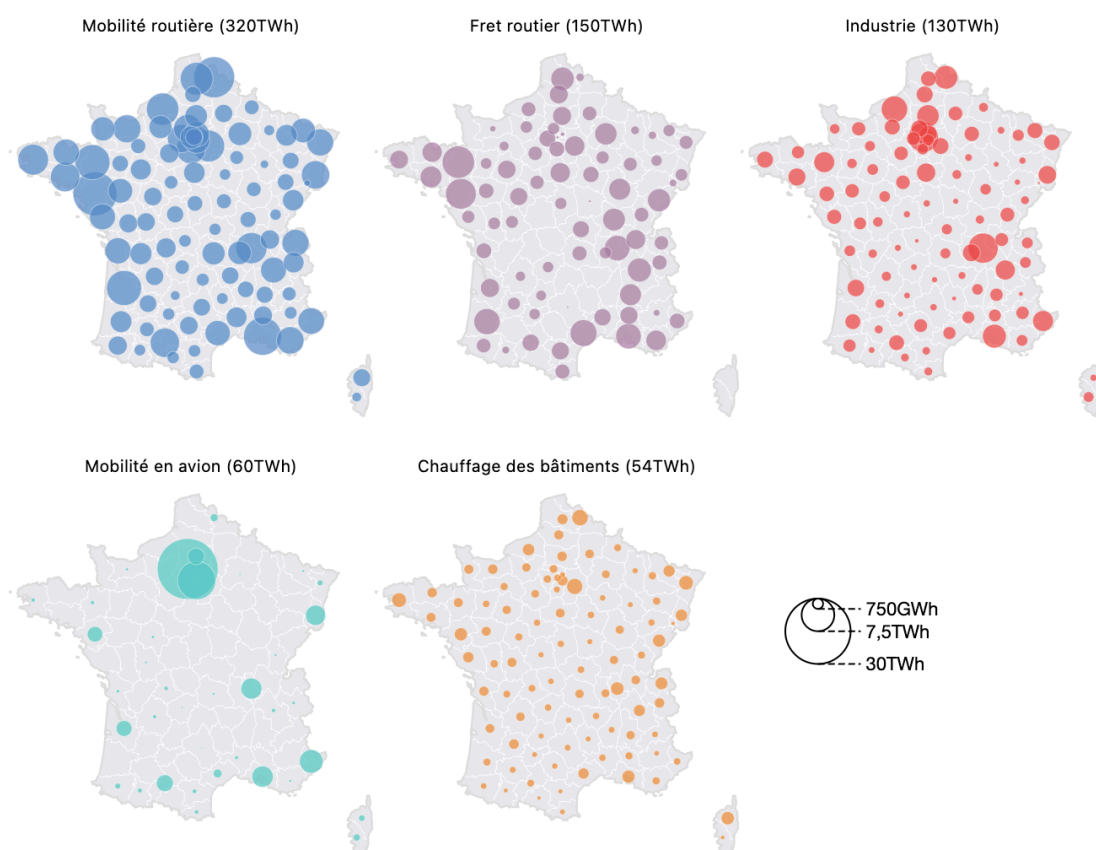 Mobilité routière (320TWh)
Fret routier (150TWh)
Industrie (130TWh)
Mobilité en avion (60TWh)
Chauffage des bâtiments (54TWh)
750GWh
7,5TWh
30TWh